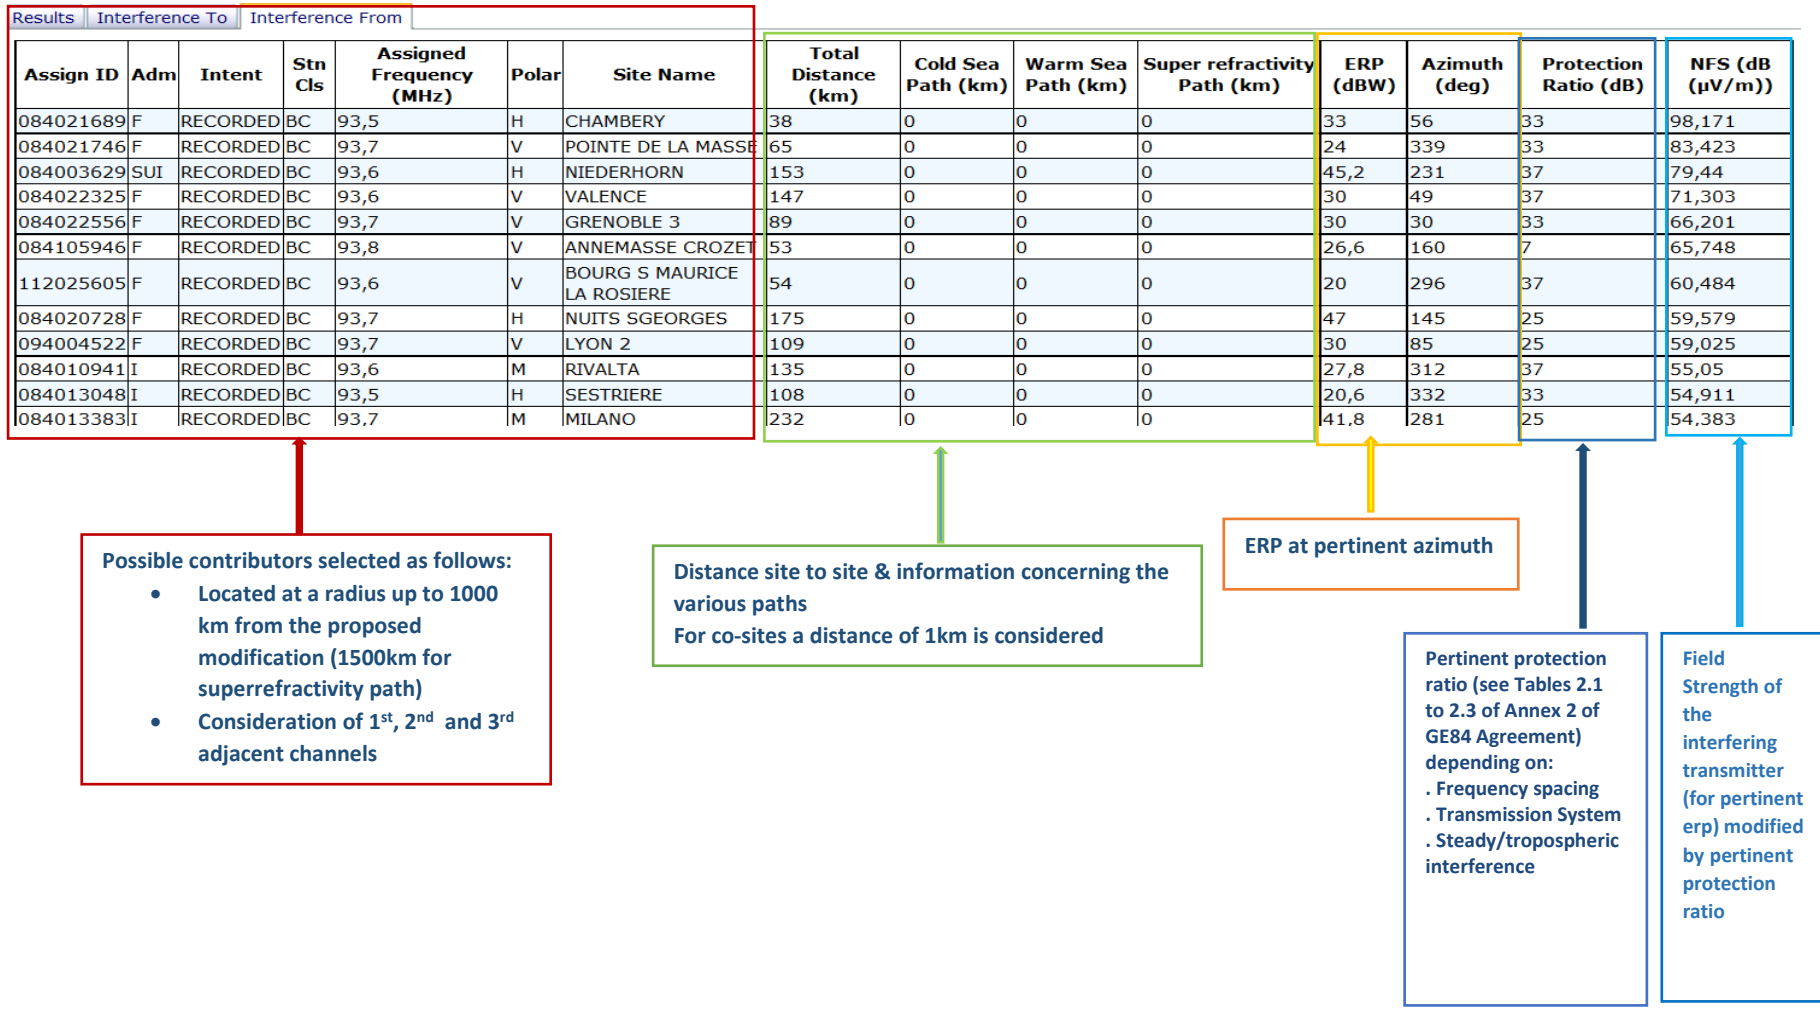 Results Interference To Interference From
Assign ID Adm Intent Stn Cls Assigned Frequency (MHz) Polar Site Name Total Distance (km) Cold Sea Path (km) Warm Sea Path (km) Super refractivity Path (km) ERP (dBW) Azimuth (deg) Protection Ratio (dB) NFS (dB (µV/m))
084021689 F RECORDED BC 93,5 H CHAMBERY 38 0 0 0 33 56 33 98,171
084021746 F RECORDED BC 93,7 V POINTE DE LA MASSE 65 0 0 0 24 339 33 83,423
084003629 SUI RECORDED BC 93,6 H NIEDERHORN 153 0 0 0 45,2 231 37 79,44
084022325 F RECORDED BC 93,6 V VALENCE 147 0 0 0 30 49 37 71,303
084022556 F RECORDED BC 93,7 V GRENOBLE 3 89 0 0 0 30 30 33 66,201
084105946 F RECORDED BC 93,8 V ANNEMASSE CROZET 53 0 0 0 26,6 160 7 65,748
112025605 F RECORDED BC 93,6 V BOURG S MAURICE LA ROSIERE 54 0 0 0 20 296 37 60,484
084020728 F RECORDED BC 93,7 H NUITS SGEORGES 175 0 0 0 47 145 25 59,579
094004522 F RECORDED BC 93,7 V LYON 2 109 0 0 0 30 85 25 59,025
084010941 I RECORDED BC 93,6 M RIVALTA 135 0 0 0 27,8 312 37 55,05
084013048 I RECORDED BC 93,5 H SESTRIERE 108 0 0 0 20,6 332 33 54,911
084013383 I RECORDED BC 93,7 M MILANO 232 0 0 0 41,8 281 25 54,383
Possible contributors selected as follows:
• Located at a radius up to 1000
km from the proposed
modification (1500km for
superrefractivity path)
• Consideration of 1st, 2nd and 3rd
adjacent channels
Distance site to site & information concerning the
various paths
For co-sites a distance of 1km is considered
ERP at pertinent azimuth
Pertinent protection
ratio (see Tables 2.1
to 2.3 of Annex 2 of
GE84 Agreement)
depending on:
. Frequency spacing
. Transmission System
. Steady/tropospheric
interference
Field
Strength of
the
interfering
transmitter
(for pertinent
erp) modified
by pertinent
protection
ratio